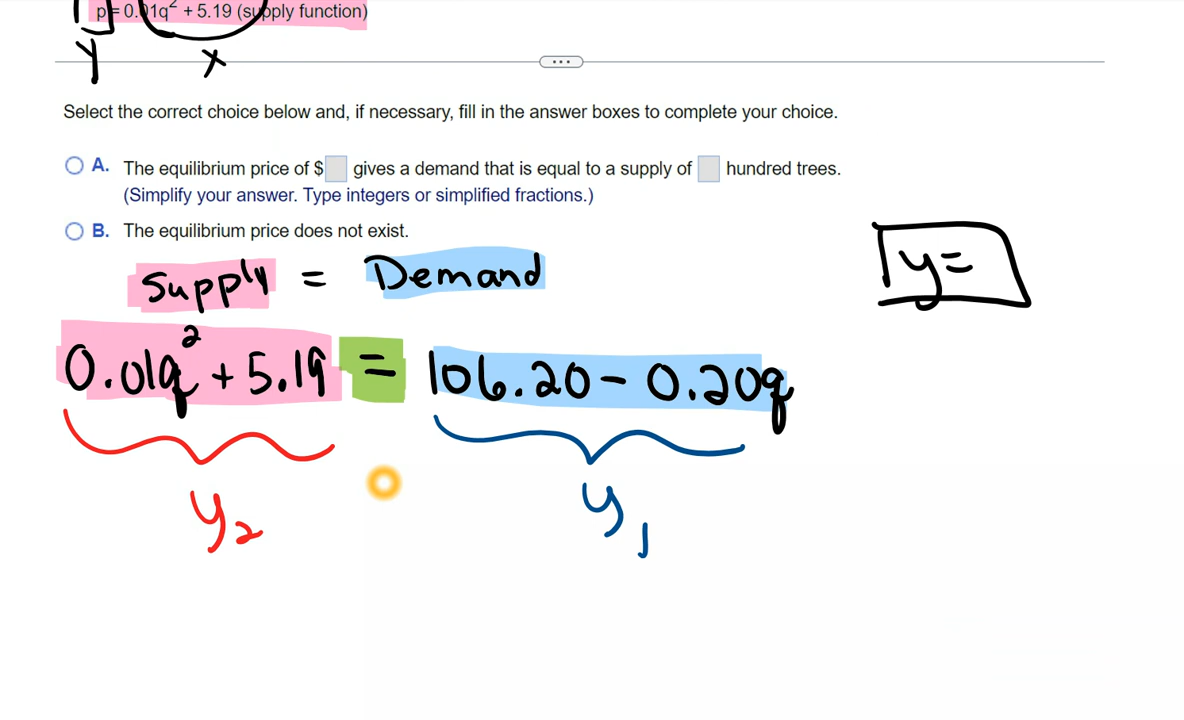 p = 0.01q² + 5.19 (supply function)
y x
Select the correct choice below and, if necessary, fill in the answer boxes to complete your choice.
A. The equilibrium price of $ gives a demand that is equal to a supply of hundred trees.
(Simplify your answer. Type integers or simplified fractions.)
B. The equilibrium price does not exist.
y=
Supply = Demand
0.01q² + 5.19 = 106.20 - 0.20q
y₂ y₁